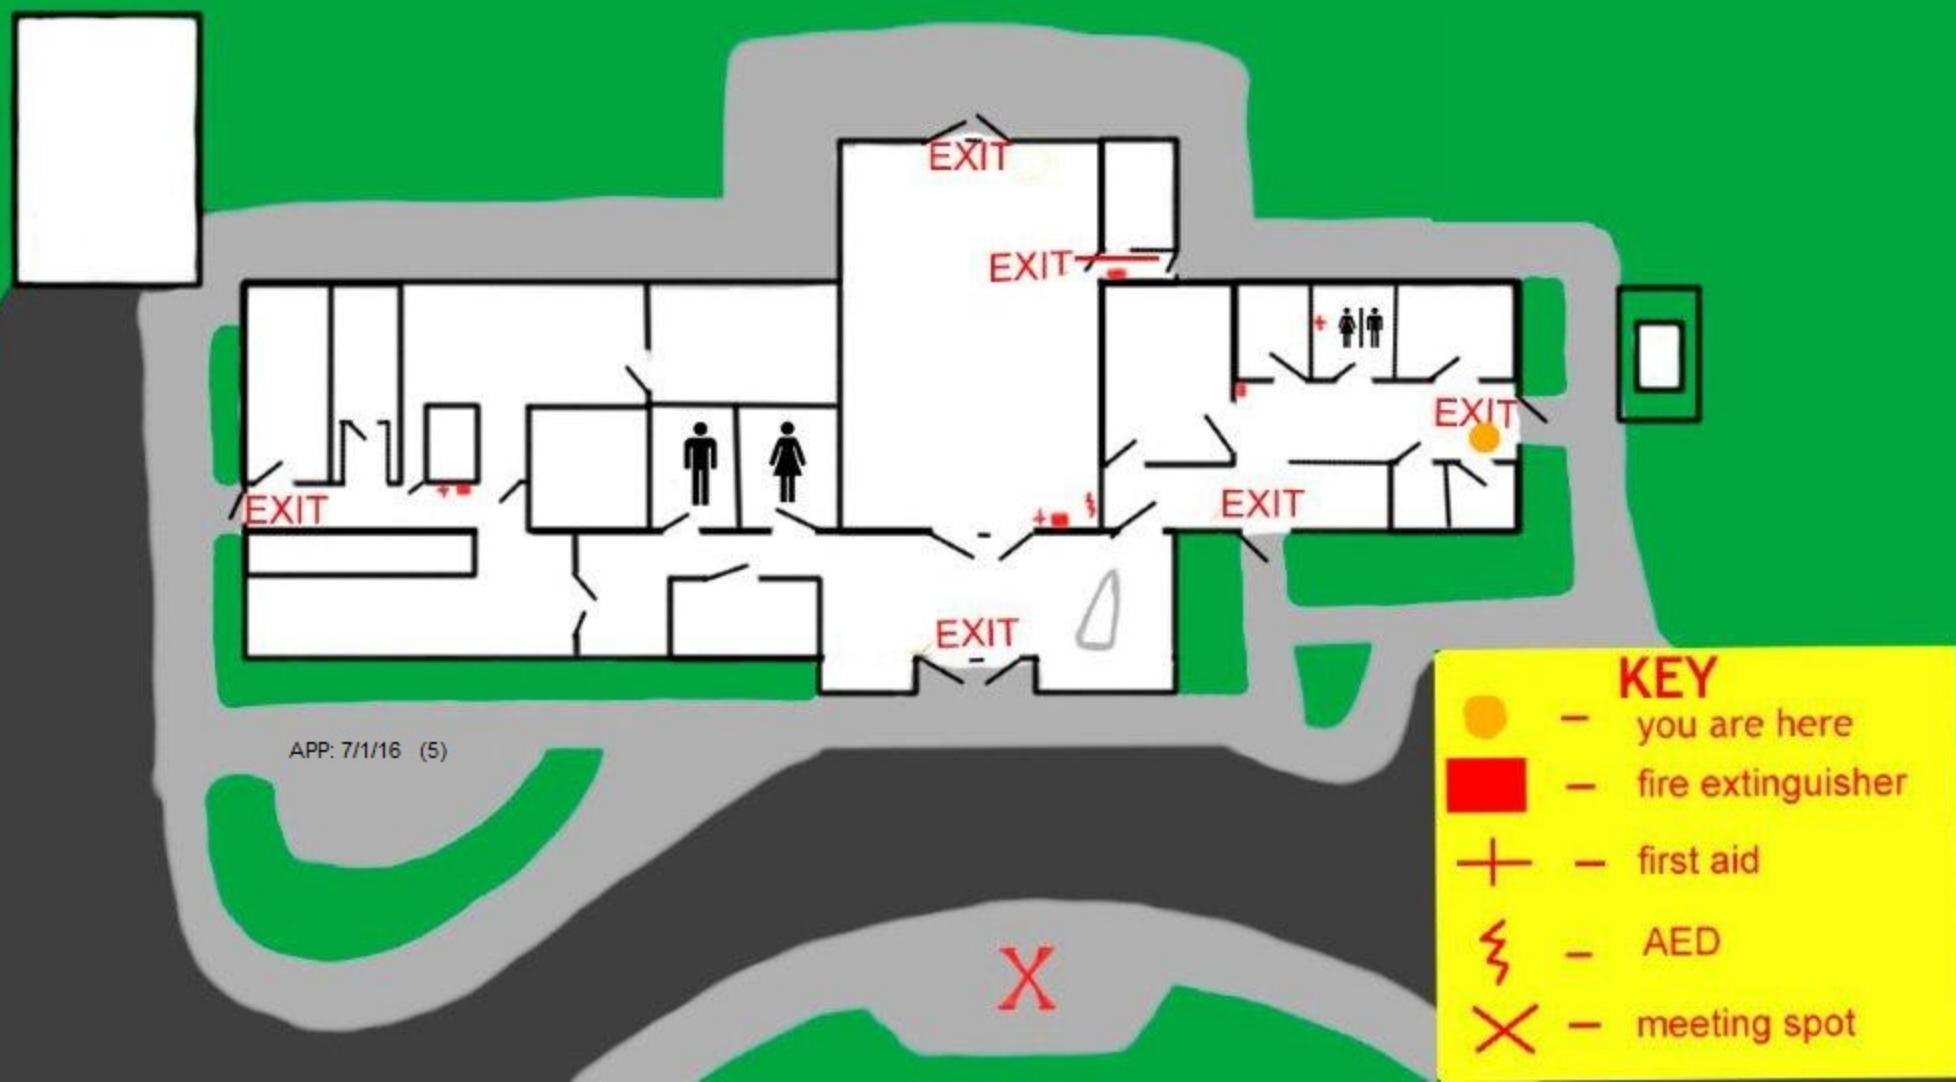 EXIT
EXIT
EXIT
EXIT
EXIT
EXIT
APP: 7/1/16 (5)
X
KEY
– you are here
– fire extinguisher
– first aid
– AED
– meeting spot